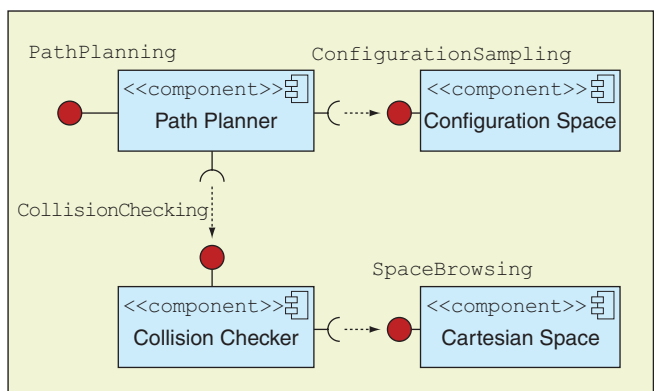 PathPlanning
ConfigurationSampling
<<component>>
Path Planner
<<component>>
Configuration Space
CollisionChecking
SpaceBrowsing
<<component>>
Collision Checker
<<component>>
Cartesian Space